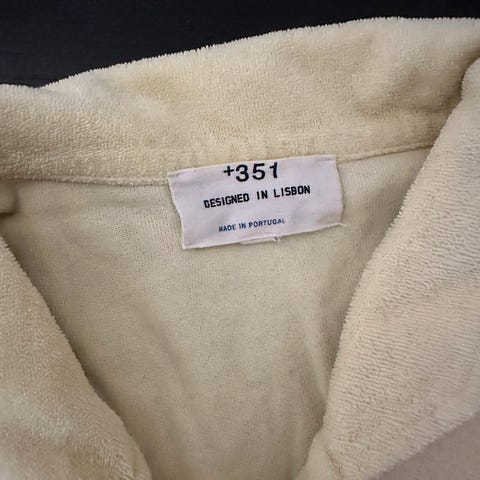 +351
DESIGNED IN LISBON
MADE IN PORTUGAL